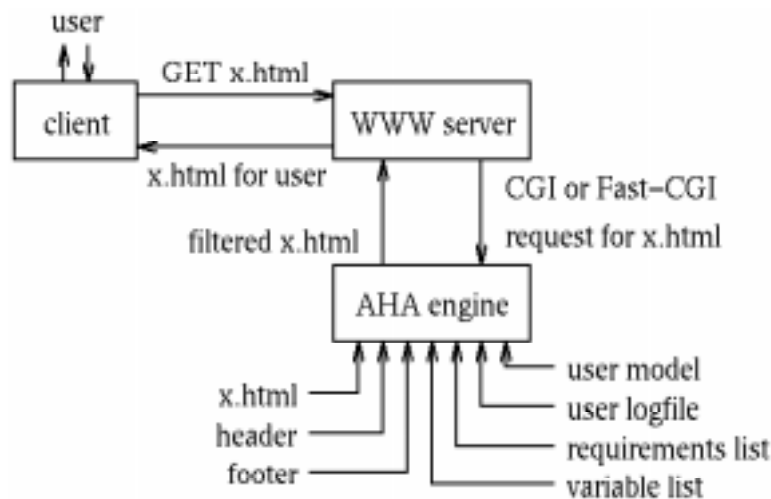 user
GET x.html
client
WWW server
x.html for user
CGI or Fast-CGI
filtered x.html
request for x.html
AHA engine
user model
x.html
user logfile
header
requirements list
footer
variable list